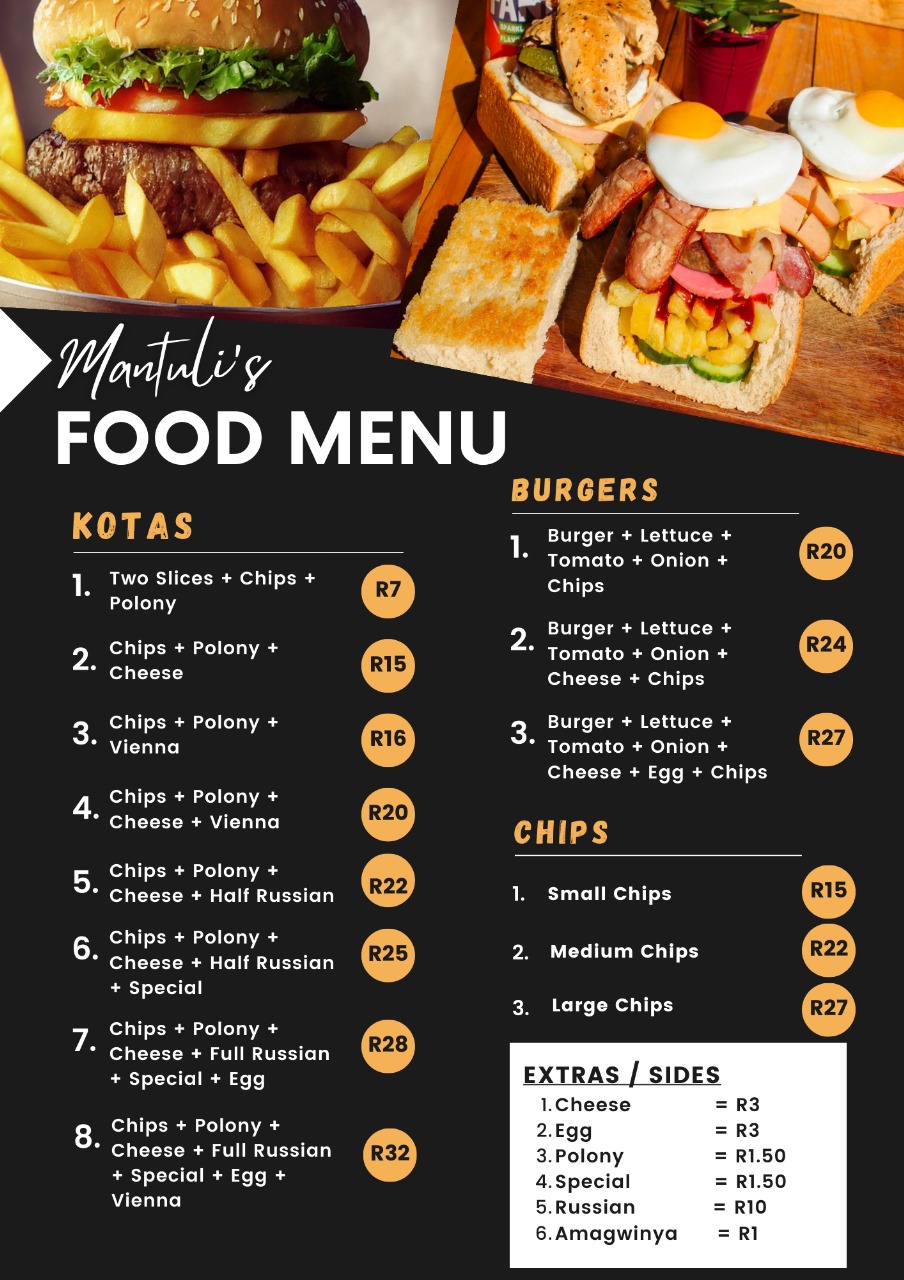 Mantuli's
FOOD MENU
KOTAS
1. Two Slices + Chips +
Polony
R7
2. Chips + Polony +
Cheese
R15
3. Chips + Polony +
Vienna
R16
4. Chips + Polony +
Cheese + Vienna
R20
5. Chips + Polony +
Cheese + Half Russian
R22
6. Chips + Polony +
Cheese + Half Russian
+ Special
R25
7. Chips + Polony +
Cheese + Full Russian
+ Special + Egg
R28
8. Chips + Polony +
Cheese + Full Russian
+ Special + Egg +
Vienna
R32
BURGERS
1. Burger + Lettuce +
Tomato + Onion +
Chips
R20
2. Burger + Lettuce +
Tomato + Onion +
Cheese + Chips
R24
3. Burger + Lettuce +
Tomato + Onion +
Cheese + Egg + Chips
R27
CHIPS
1. Small Chips R15
2. Medium Chips R22
3. Large Chips R27
EXTRAS / SIDES
1. Cheese = R3
2. Egg = R3
3. Polony = R1.50
4. Special = R1.50
5. Russian = R10
6. Amagwinya = R1